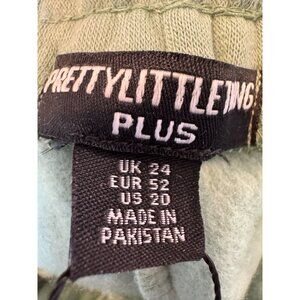 PRETTYLITTLETHING
PLUS
UK 24
EUR 52
US 20
MADE IN
PAKISTAN